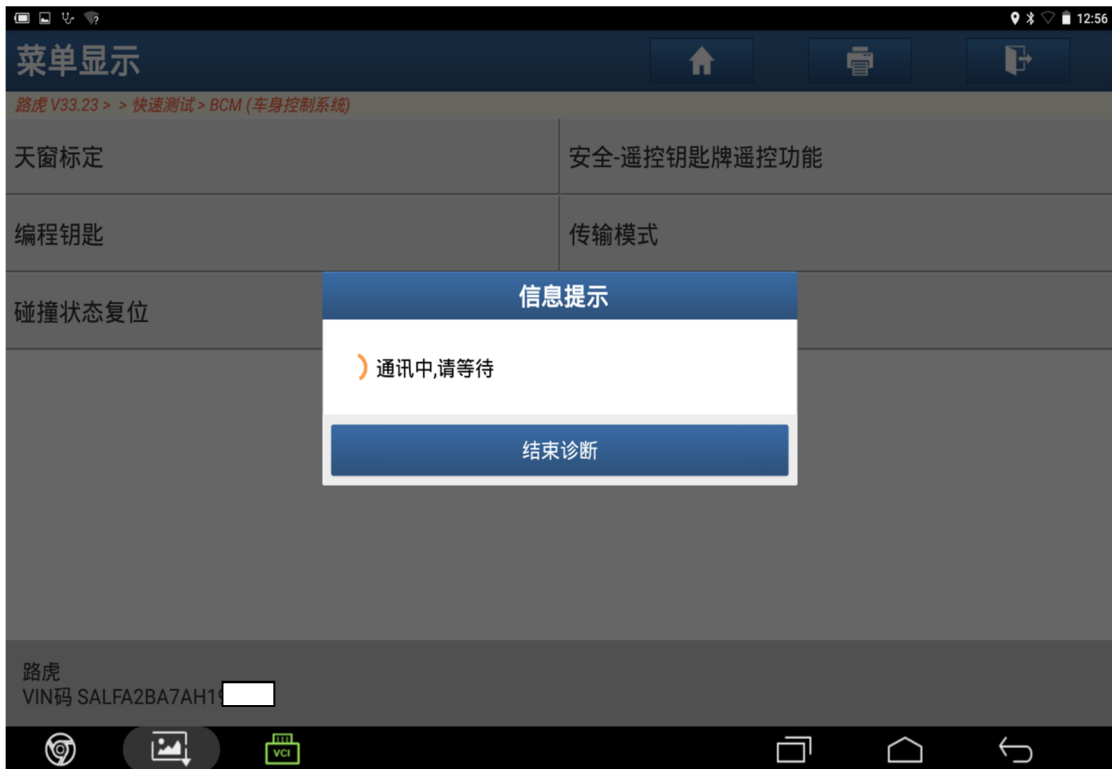 12:56
菜单显示
路虎 V33.23 > > 快速测试 > BCM (车身控制系统)
天窗标定
安全-遥控钥匙牌遥控功能
编程钥匙
传输模式
碰撞状态复位
信息提示
通讯中,请等待
结束诊断
路虎
VIN码 SALFA2BA7AH19
VCI